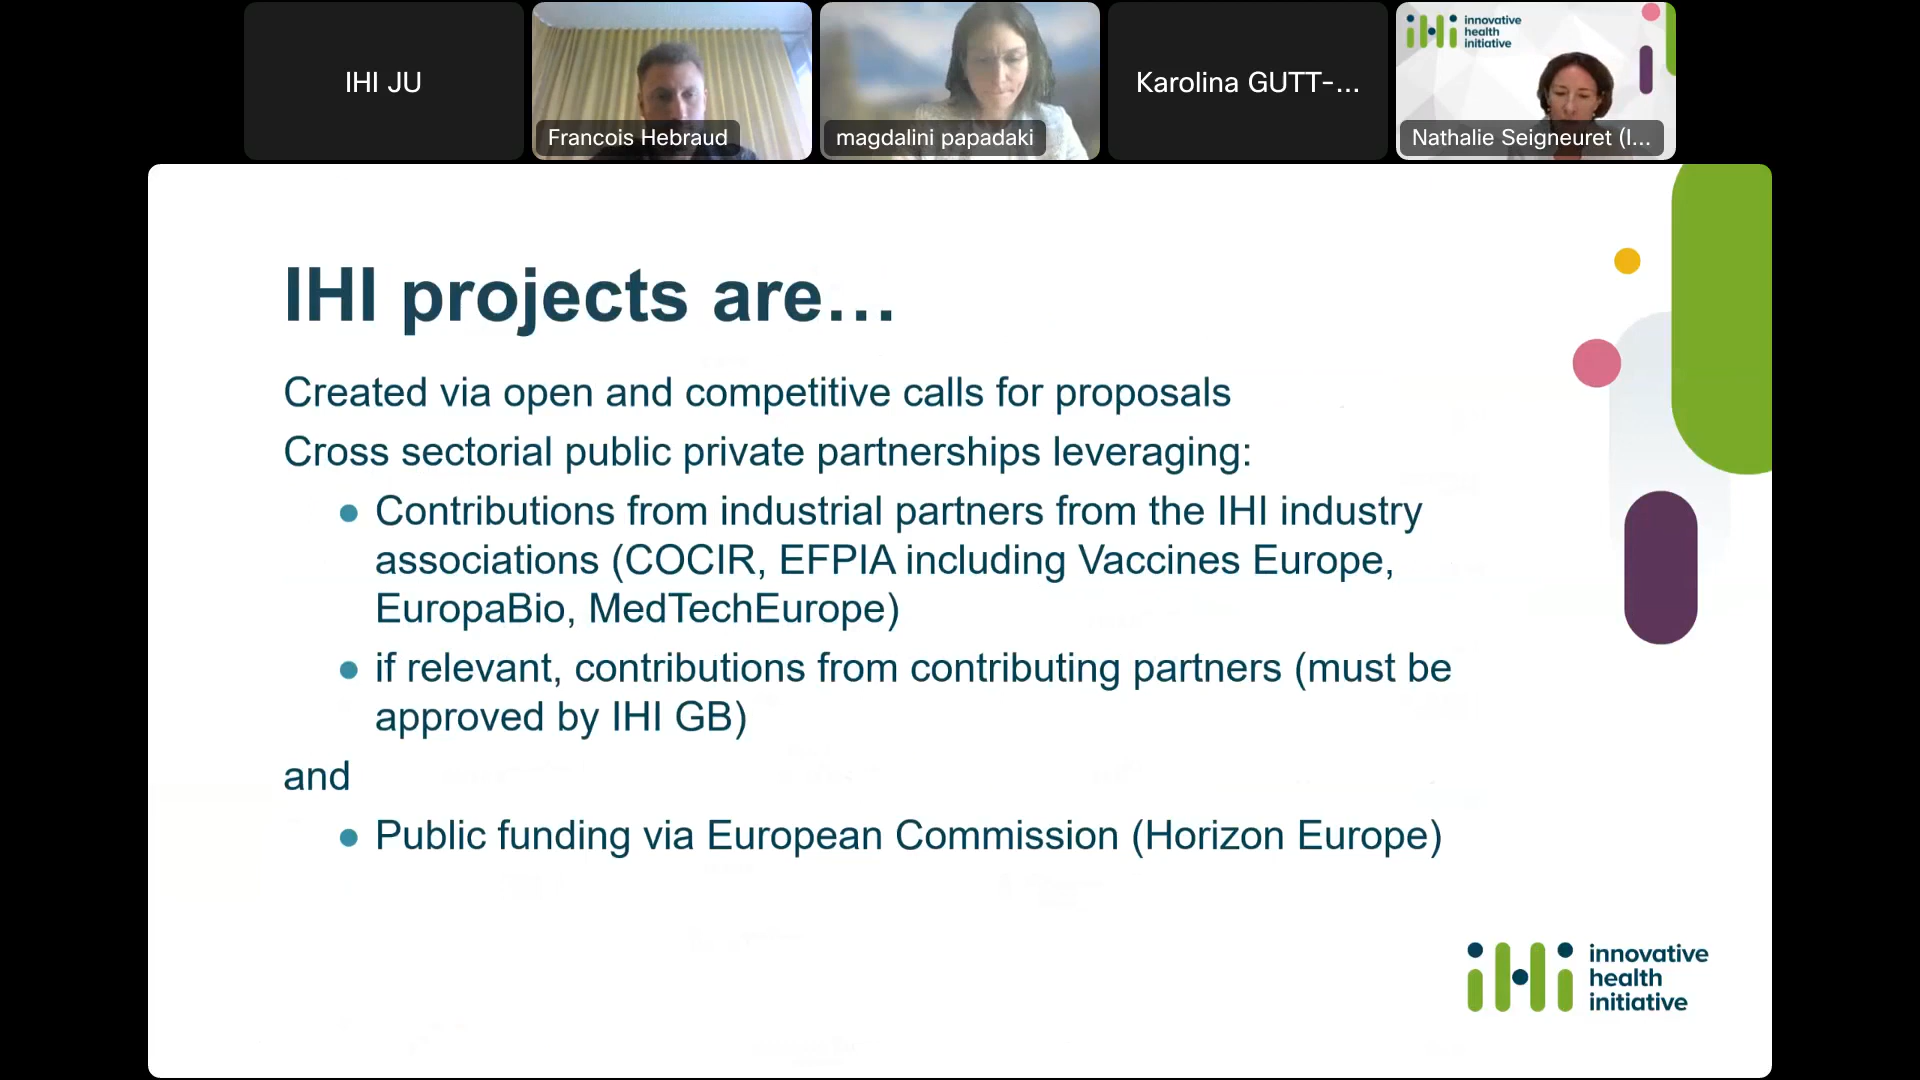 IHI JU
Francois Hebraud
magdalini papadaki
Karolina GUTT-...
innovative
health
initiative
Nathalie Seigneuret (I...
IHI projects are...
Created via open and competitive calls for proposals
Cross sectorial public private partnerships leveraging:
Contributions from industrial partners from the IHI industry
associations (COCIR, EFPIA including Vaccines Europe,
EuropaBio, MedTechEurope)
if relevant, contributions from contributing partners (must be
approved by IHI GB)
and
Public funding via European Commission (Horizon Europe)
iHi innovative
health
initiative